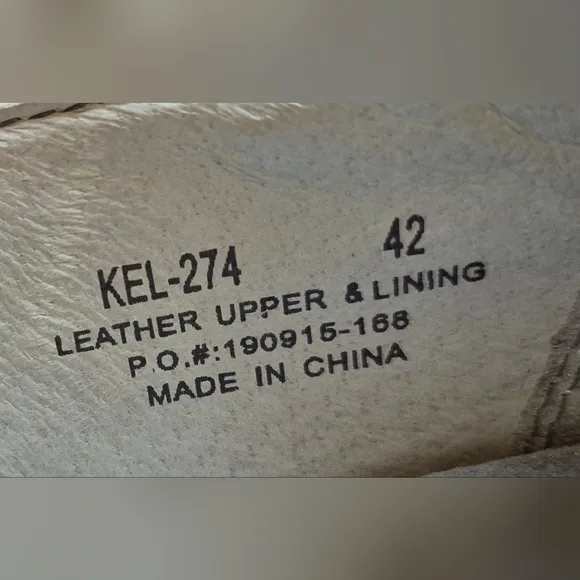 KEL-274 42
LEATHER UPPER & LINING
P.O.#:190915-168
MADE IN CHINA